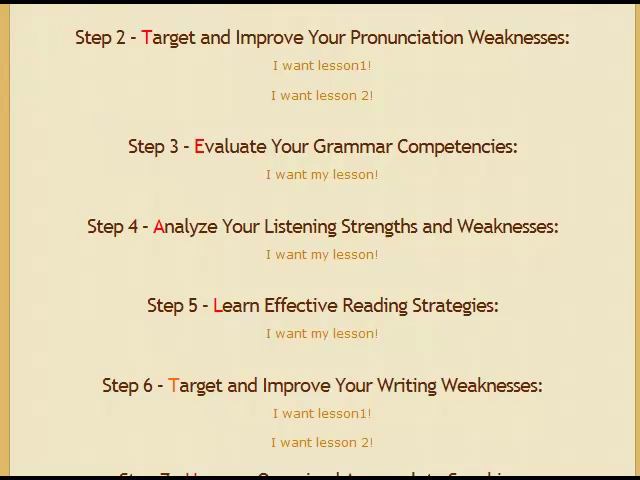 Step 2 - Target and Improve Your Pronunciation Weaknesses:
I want lesson1!
I want lesson 2!
Step 3 - Evaluate Your Grammar Competencies:
I want my lesson!
Step 4 - Analyze Your Listening Strengths and Weaknesses:
I want my lesson!
Step 5 - Learn Effective Reading Strategies:
I want my lesson!
Step 6 - Target and Improve Your Writing Weaknesses:
I want lesson1!
I want lesson 2!